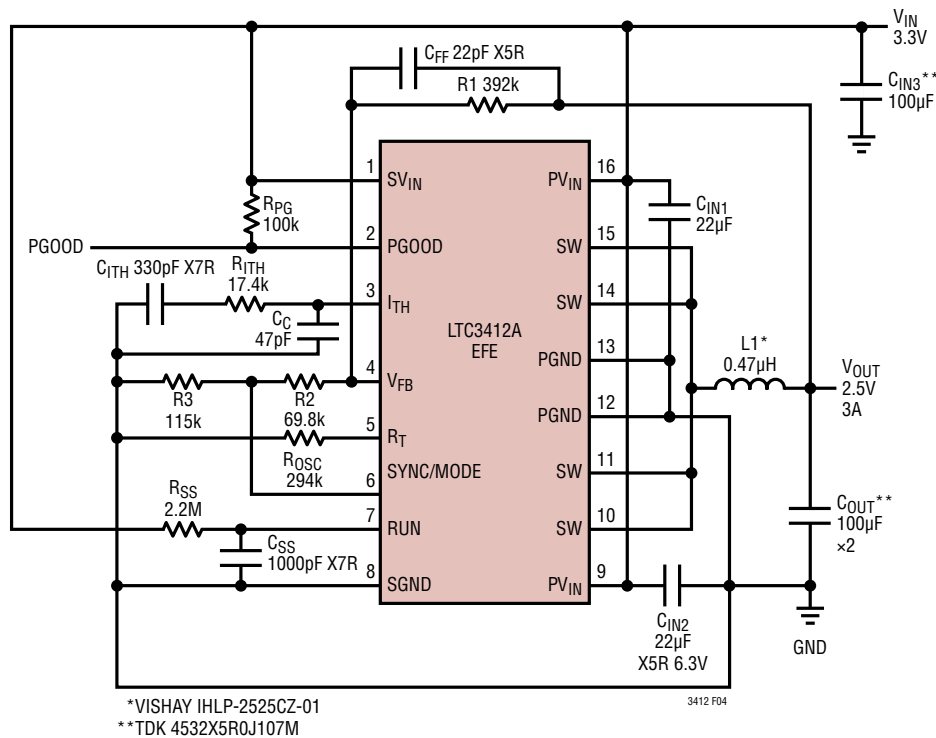 VIN
3.3V
CFF 22pF X5R
R1 392k
CIN3**
100µF
1
SVIN
PVIN
16
RPG
100k
CIN1
22µF
PGOOD
2
PGOOD
SW
15
CITH 330pF X7R
RITH
17.4k
3
ITH
SW
14
CC
47pF
LTC3412A
EFE
PGND
13
L1*
0.47µH
4
VFB
VOUT
2.5V
3A
R3
115k
R2
69.8k
PGND
12
5
RT
ROSC
294k
SYNC/MODE
6
SW
11
RSS
2.2M
7
RUN
SW
10
COUT**
100µF
×2
CSS
1000pF X7R
8
SGND
PVIN
9
CIN2
22µF
X5R 6.3V
GND
3412 F04
*VISHAY IHLP-2525CZ-01
**TDK 4532X5R0J107M